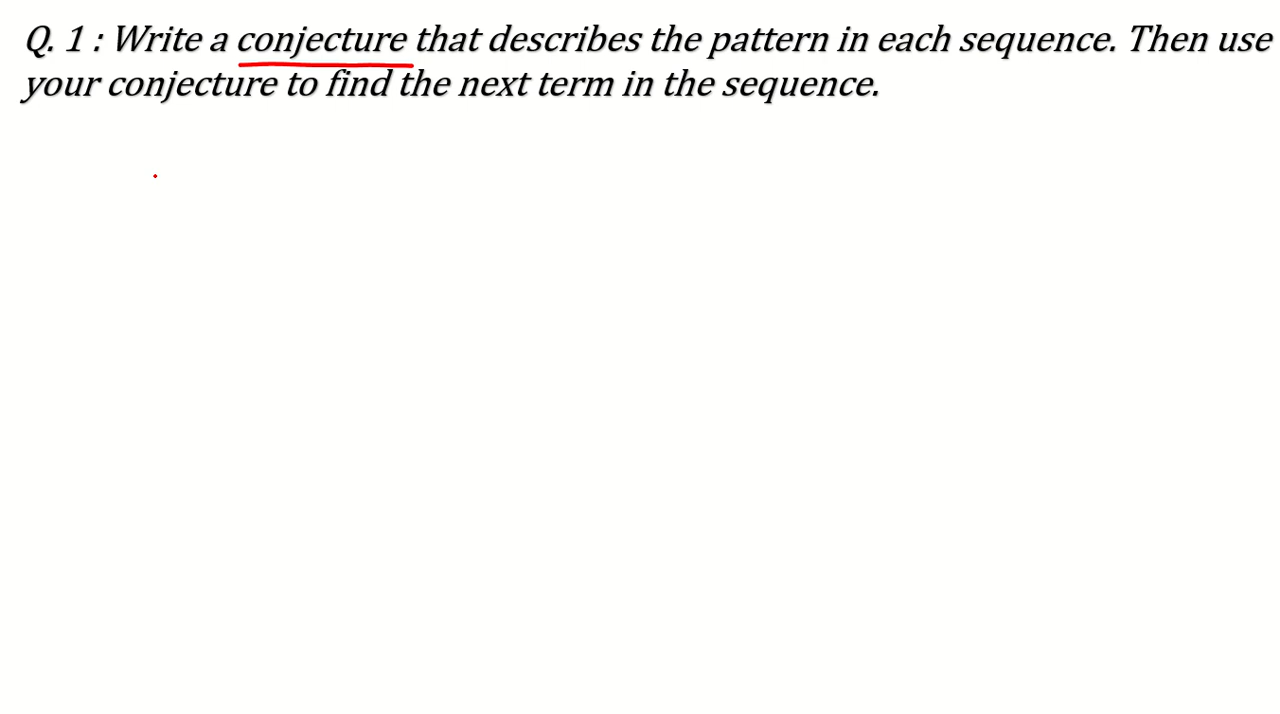 Q. 1 : Write a conjecture that describes the pattern in each sequence. Then use
your conjecture to find the next term in the sequence.